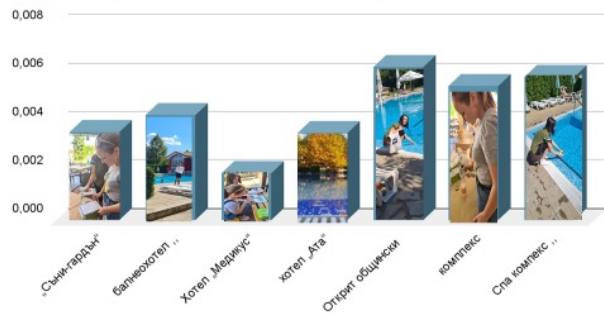 0,008
0,006
0,004
0,002
0,000
„Съни-гардън“
балнеохотел ,,
Хотел „Медикус“
хотел „Ата“
Открит общински
комплекс
Спа комплекс ,,